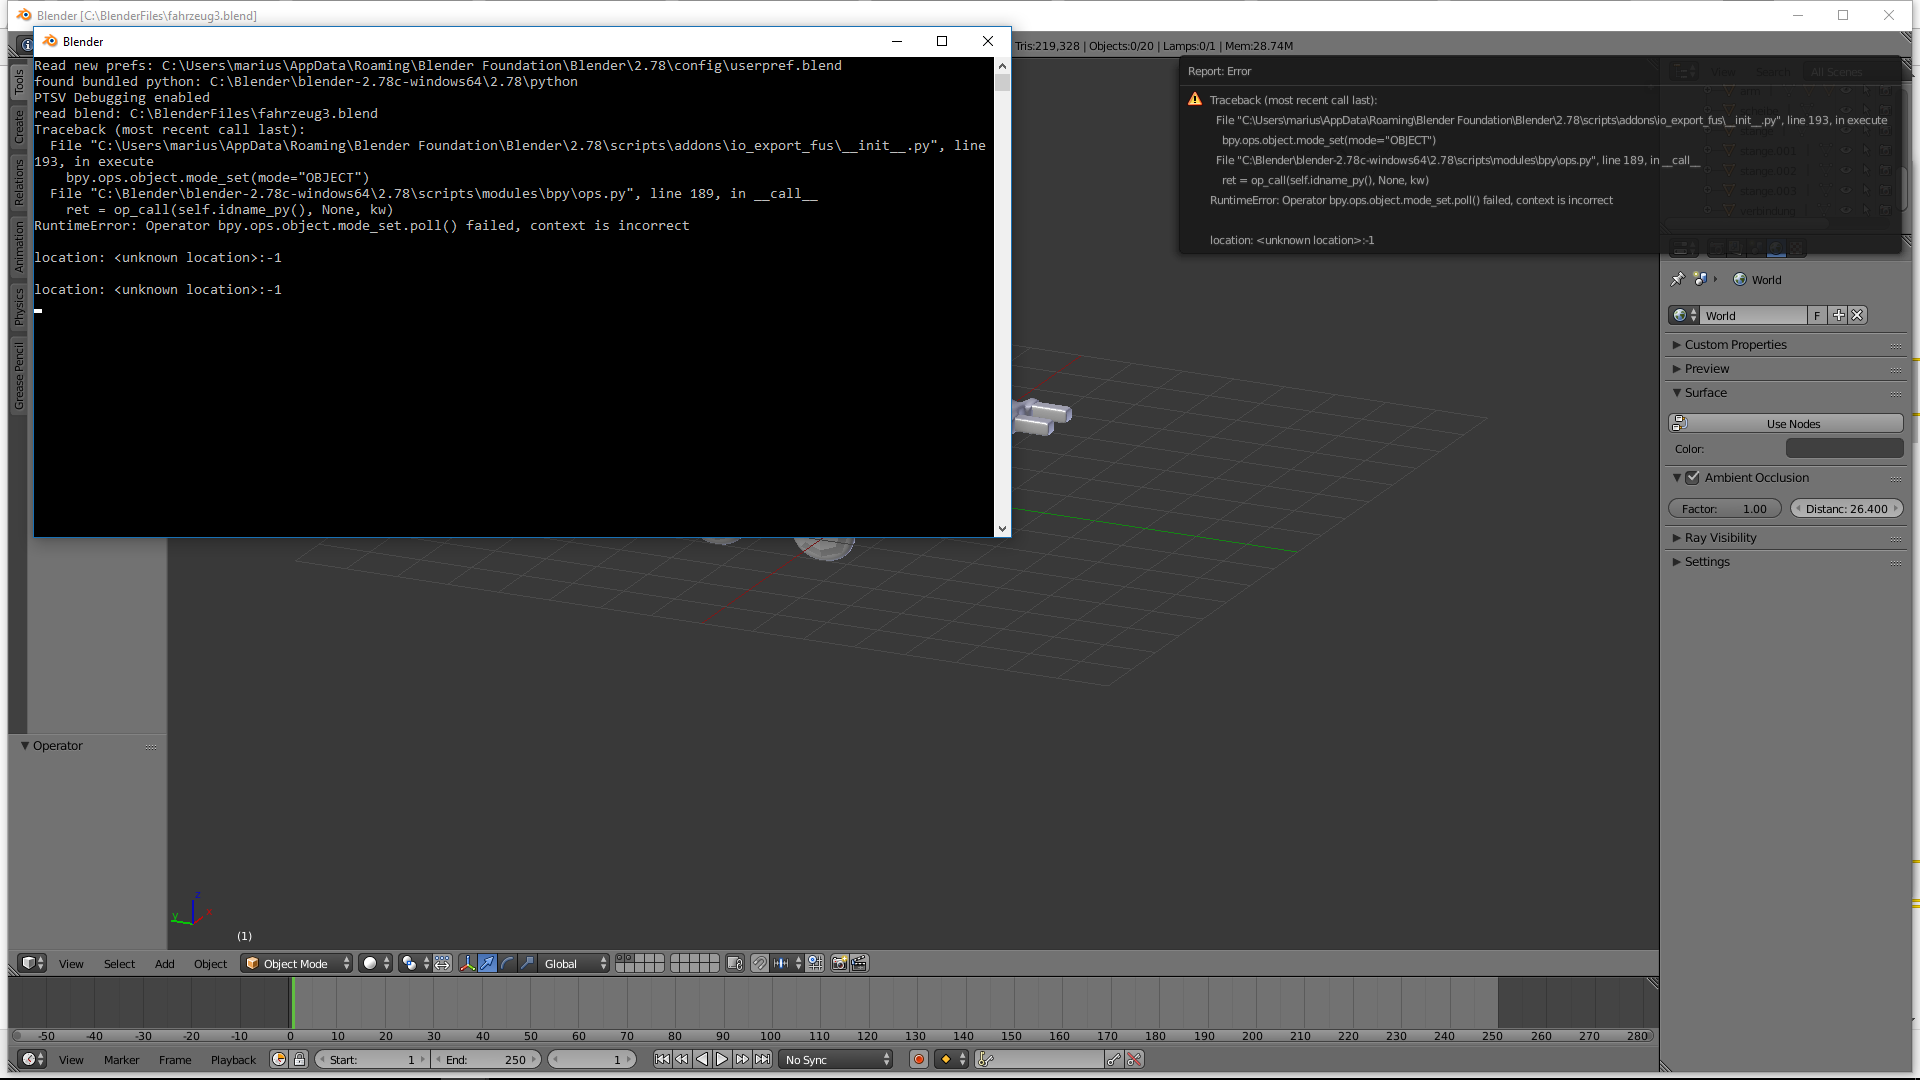 Blender [C:\BlenderFiles\fahrzeug3.blend]
Blender
Tris:219,328 | Objects:0/20 | Lamps:0/1 | Mem:28.74M
Read new prefs: C:\Users\marius\AppData\Roaming\Blender Foundation\Blender\2.78\config\userpref.blend
found bundled python: C:\Blender\blender-2.78c-windows64\2.78\python
PTSV Debugging enabled
read blend: C:\BlenderFiles\fahrzeug3.blend
Traceback (most recent call last):
File "C:\Users\marius\AppData\Roaming\Blender Foundation\Blender\2.78\scripts\addons\io_export_fus\__init__.py", line
193, in execute
bpy.ops.object.mode_set(mode="OBJECT")
File "C:\Blender\blender-2.78c-windows64\2.78\scripts\modules\bpy\ops.py", line 189, in __call__
ret = op_call(self.idname_py(), None, kw)
RuntimeError: Operator bpy.ops.object.mode_set.poll() failed, context is incorrect
location: <unknown location>:-1
location: <unknown location>:-1
Tools
Create
Relations
Animation
Physics
Grease Pencil
Report: Error
Traceback (most recent call last):
File "C:\Users\marius\AppData\Roaming\Blender Foundation\Blender\2.78\scripts\addons\io_export_fus\__init__.py", line 193, in execute
bpy.ops.object.mode_set(mode="OBJECT")
File "C:\Blender\blender-2.78c-windows64\2.78\scripts\modules\bpy\ops.py", line 189, in __call__
ret = op_call(self.idname_py(), None, kw)
RuntimeError: Operator bpy.ops.object.mode_set.poll() failed, context is incorrect
location: <unknown location>:-1
View Search All Scenes
stange.001
stange.002
stange.003
verbindung
World
World F
Custom Properties
Preview
Surface
Use Nodes
Color:
Ambient Occlusion
Factor: 1.00 Distanc: 26.400
Ray Visibility
Settings
Operator
z
y
x
(1)
View Select Add Object Object Mode Global
-50 -40 -30 -20 -10 0 10 20 30 40 50 60 70 80 90 100 110 120 130 140 150 160 170 180 190 200 210 220 230 240 250 260 270 280
View Marker Frame Playback Start: 1 End: 250 1 No Sync